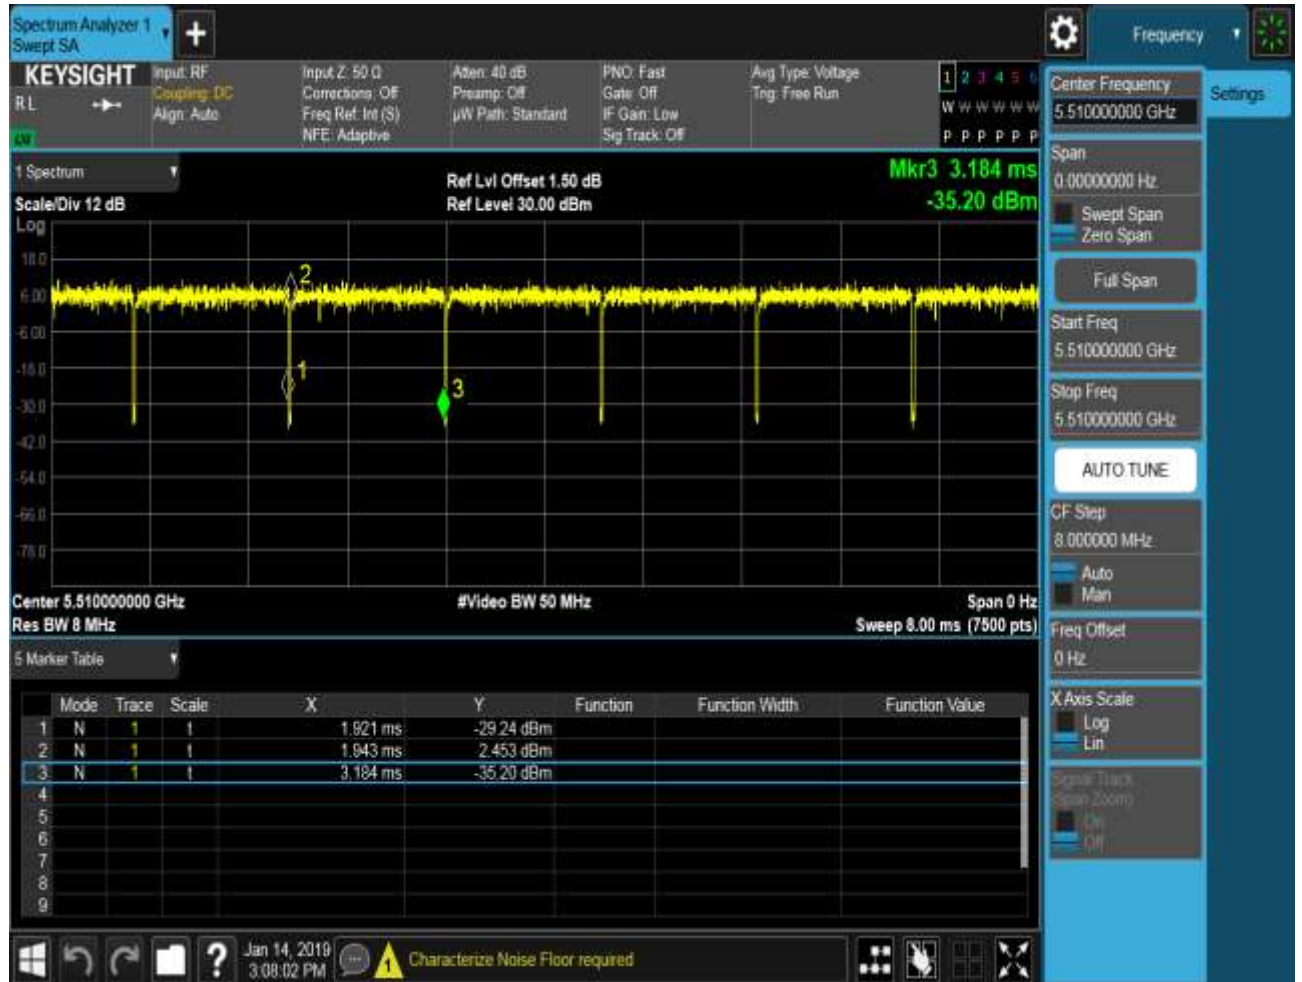 Spectrum Analyzer 1
Swept SA
+
Frequency
KEYSIGHT
RL
Input: RF
Coupling: DC
Align: Auto
Input Z: 50 Ω
Corrections: Off
Freq Ref: Int (S)
NFE: Adaptive
Atten: 40 dB
Preamp: Off
µW Path: Standard
PNO: Fast
Gate: Off
IF Gain: Low
Sig Track: Off
Avg Type: Voltage
Trig: Free Run
1 2 3 4 5 6
W W W W W W
P P P P P P
1 Spectrum
Scale/Div 12 dB
Log
Ref Lvl Offset 1.50 dB
Ref Level 30.00 dBm
Mkr3 3.184 ms
-35.20 dBm
18.0
6.00
-6.00
-18.0
-30.0
-42.0
-54.0
-66.0
-78.0
2
1
3
Center 5.510000000 GHz
#Video BW 50 MHz
Span 0 Hz
Res BW 8 MHz
Sweep 8.00 ms (7500 pts)
5 Marker Table
Mode Trace Scale X Y Function Function Width Function Value
1 N 1 t 1.921 ms -29.24 dBm
2 N 1 t 1.943 ms 2.453 dBm
3 N 1 t 3.184 ms -35.20 dBm
4
5
6
7
8
9
Jan 14, 2019
3:08:02 PM
Characterize Noise Floor required
Center Frequency
5.510000000 GHz
Settings
Span
0.00000000 Hz
Swept Span
Zero Span
Full Span
Start Freq
5.510000000 GHz
Stop Freq
5.510000000 GHz
AUTO TUNE
CF Step
8.000000 MHz
Auto
Man
Freq Offset
0 Hz
X Axis Scale
Log
Lin
Signal Track
(Span Zoom)
On
Off